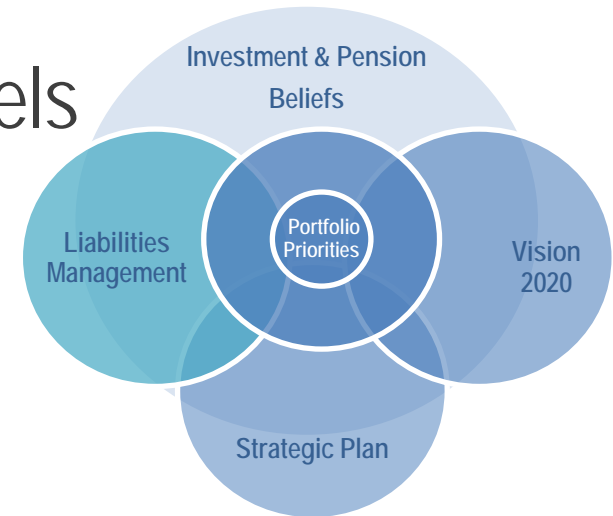 els
Investment & Pension
Beliefs
Portfolio
Priorities
Liabilities
Management
Vision
2020
Strategic Plan